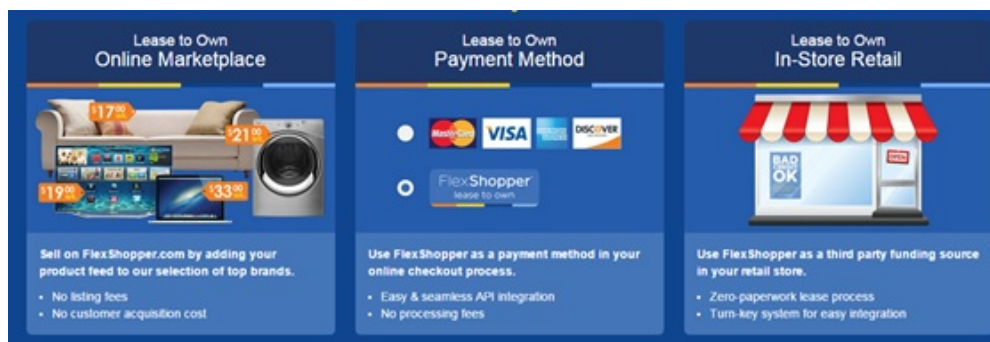 Lease to Own
Online Marketplace
$17.00
$21.00
$19.00
$33.00
Sell on FlexShopper.com by adding your
product feed to our selection of top brands.
• No listing fees
• No customer acquisition cost
Lease to Own
Payment Method
MasterCard
VISA
DISCOVER
FlexShopper
lease to own
Use FlexShopper as a payment method in your
online checkout process.
• Easy & seamless API integration
• No processing fees
Lease to Own
In-Store Retail
BAD
CREDIT
OK
OPEN
Use FlexShopper as a third party funding source
in your retail store.
• Zero-paperwork lease process
• Turn-key system for easy integration